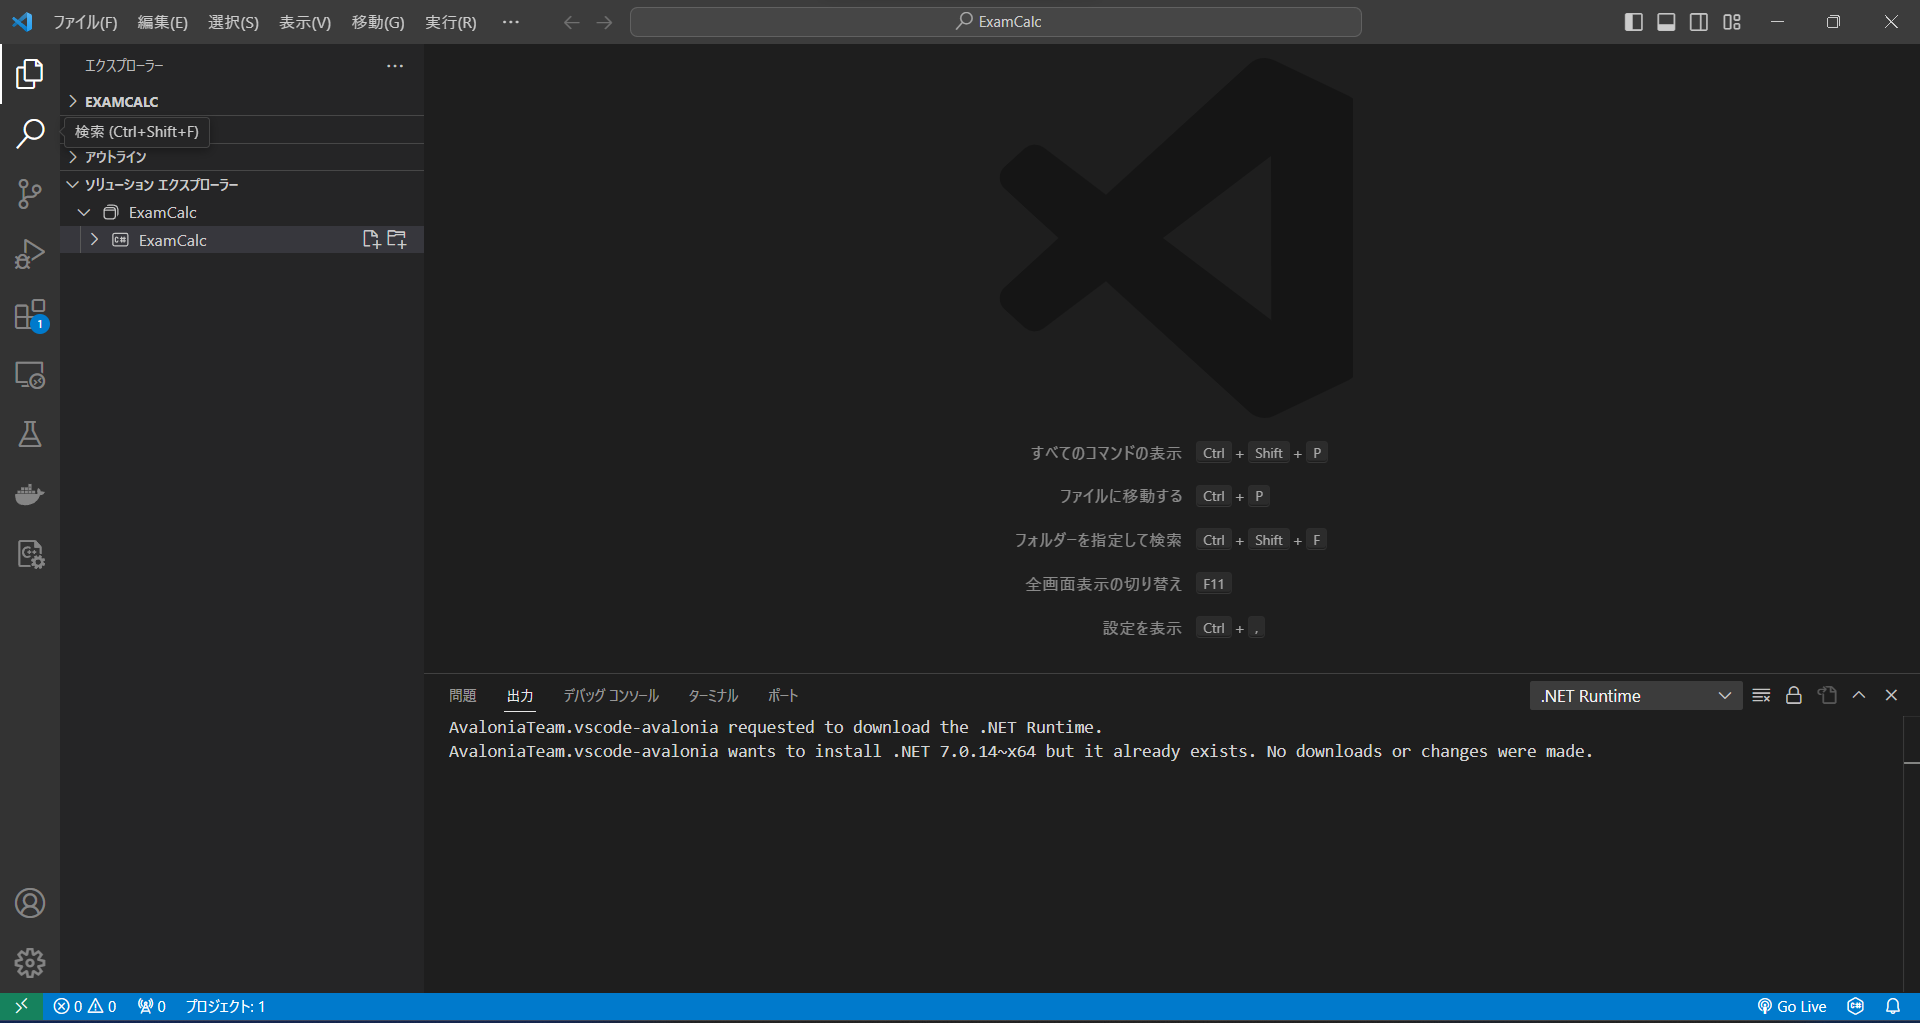 ファイル(F) 編集(E) 選択(S) 表示(V) 移動(G) 実行(R) ··· ExamCalc
エクスプローラー ···
EXAMCALC
検索 (Ctrl+Shift+F)
アウトライン
ソリューション エクスプローラー
ExamCalc
C# ExamCalc
1
すべてのコマンドの表示 Ctrl + Shift + P
ファイルに移動する Ctrl + P
フォルダーを指定して検索 Ctrl + Shift + F
全画面表示の切り替え F11
設定を表示 Ctrl + ,
問題 出力 デバッグ コンソール ターミナル ポート .NET Runtime
AvaloniaTeam.vscode-avalonia requested to download the .NET Runtime.
AvaloniaTeam.vscode-avalonia wants to install .NET 7.0.14~x64 but it already exists. No downloads or changes were made.
0 0 0 プロジェクト: 1 Go Live